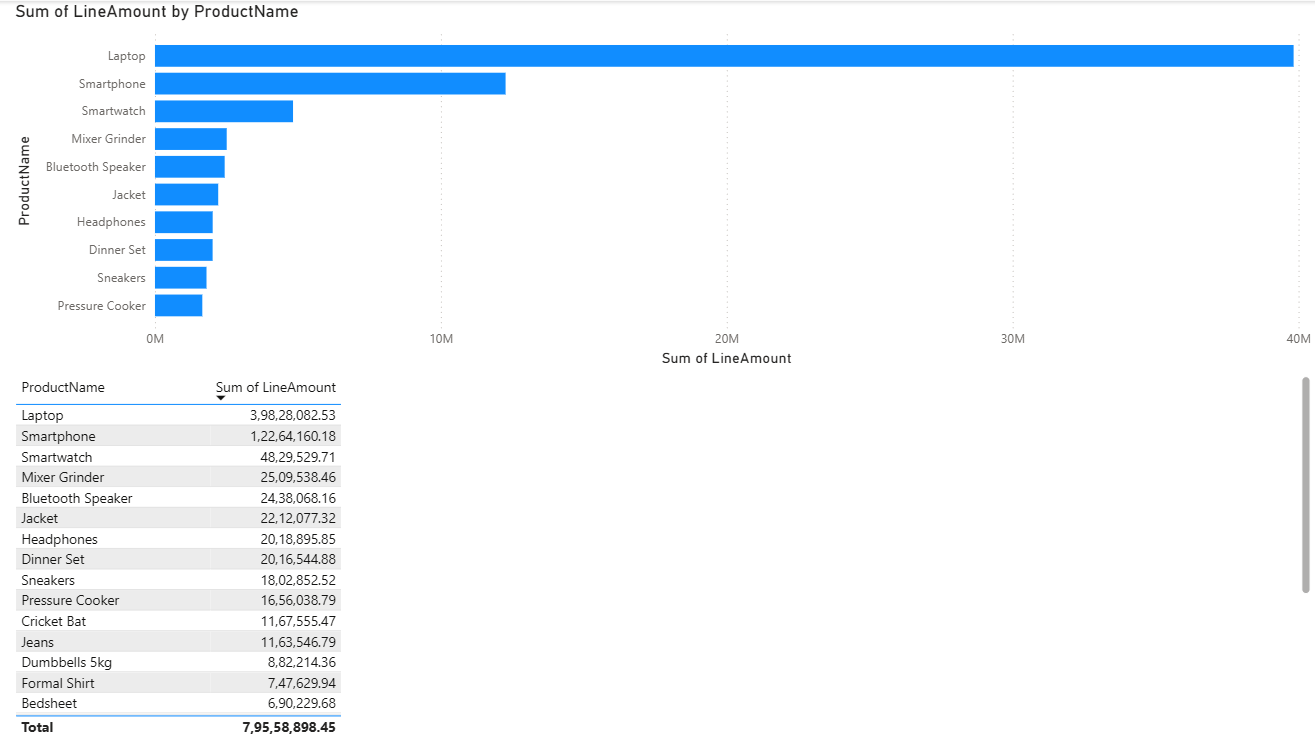 Sum of LineAmount by ProductName
ProductName
Laptop
Smartphone
Smartwatch
Mixer Grinder
Bluetooth Speaker
Jacket
Headphones
Dinner Set
Sneakers
Pressure Cooker
0M 10M 20M 30M 40M
Sum of LineAmount
ProductName Sum of LineAmount
Laptop 3,98,28,082.53
Smartphone 1,22,64,160.18
Smartwatch 48,29,529.71
Mixer Grinder 25,09,538.46
Bluetooth Speaker 24,38,068.16
Jacket 22,12,077.32
Headphones 20,18,895.85
Dinner Set 20,16,544.88
Sneakers 18,02,852.52
Pressure Cooker 16,56,038.79
Cricket Bat 11,67,555.47
Jeans 11,63,546.79
Dumbbells 5kg 8,82,214.36
Formal Shirt 7,47,629.94
Bedsheet 6,90,229.68
Total 7,95,58,898.45